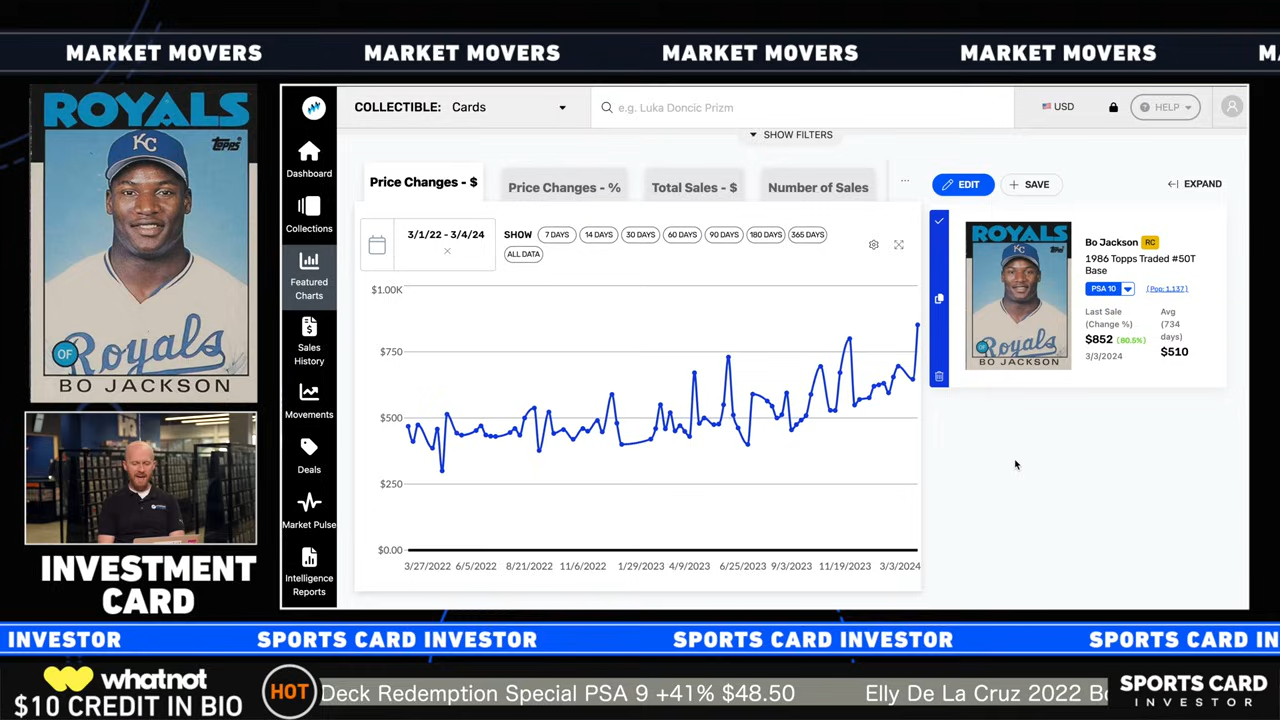 MARKET MOVERS MARKET MOVERS MARKET MOVERS MARKET MOVERS
ROYALS
Topps
KC
OF
Royals
BO JACKSON
INVESTMENT
CARD
COLLECTIBLE: Cards
e.g. Luka Doncic Prizm
USD
HELP
SHOW FILTERS
Dashboard
Collections
Featured
Charts
Sales
History
Movements
Deals
Market Pulse
Intelligence
Reports
Price Changes - $
Price Changes - %
Total Sales - $
Number of Sales
...
3/1/22 - 3/4/24
×
SHOW 7 DAYS 14 DAYS 30 DAYS 60 DAYS 90 DAYS 180 DAYS 365 DAYS
ALL DATA
$1.00K
$750
$500
$250
$0.00
3/27/2022 6/5/2022 8/21/2022 11/6/2022 1/29/2023 4/9/2023 6/25/2023 9/3/2023 11/19/2023 3/3/2024
EDIT
+ SAVE
EXPAND
ROYALS
Topps
KC
OF
Royals
BO JACKSON
Bo Jackson RC
1986 Topps Traded #50T
Base
PSA 10 (Pop: 1,137)
Last Sale
(Change %)
$852 (80.5%)
3/3/2024
Avg
(734
days)
$510
INVESTOR SPORTS CARD INVESTOR SPORTS CARD INVESTOR SPORTS CARD IN
whatnot
$10 CREDIT IN BIO
HOT
Deck Redemption Special PSA 9 +41% $48.50 Elly De La Cruz 2022 Bo
SPORTS CARD
INVESTOR